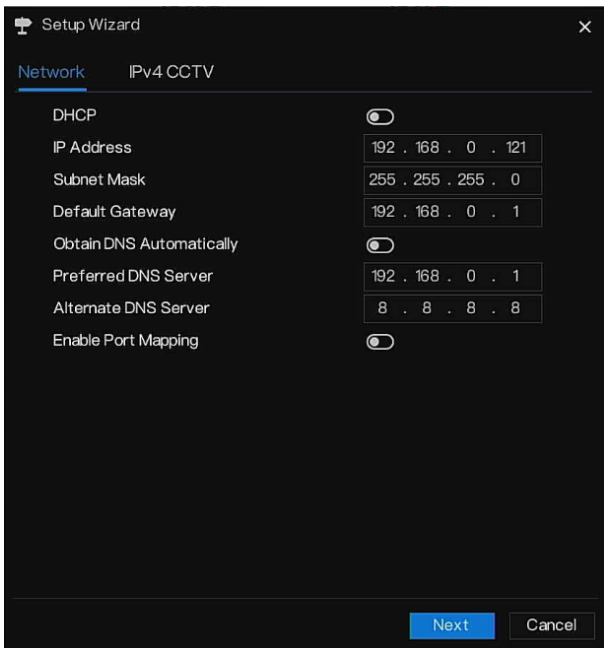 Setup Wizard
Network IPv4 CCTV
DHCP
IP Address 192 . 168 . 0 . 121
Subnet Mask 255 . 255 . 255 . 0
Default Gateway 192 . 168 . 0 . 1
Obtain DNS Automatically
Preferred DNS Server 192 . 168 . 0 . 1
Alternate DNS Server 8 . 8 . 8 . 8
Enable Port Mapping
Next Cancel